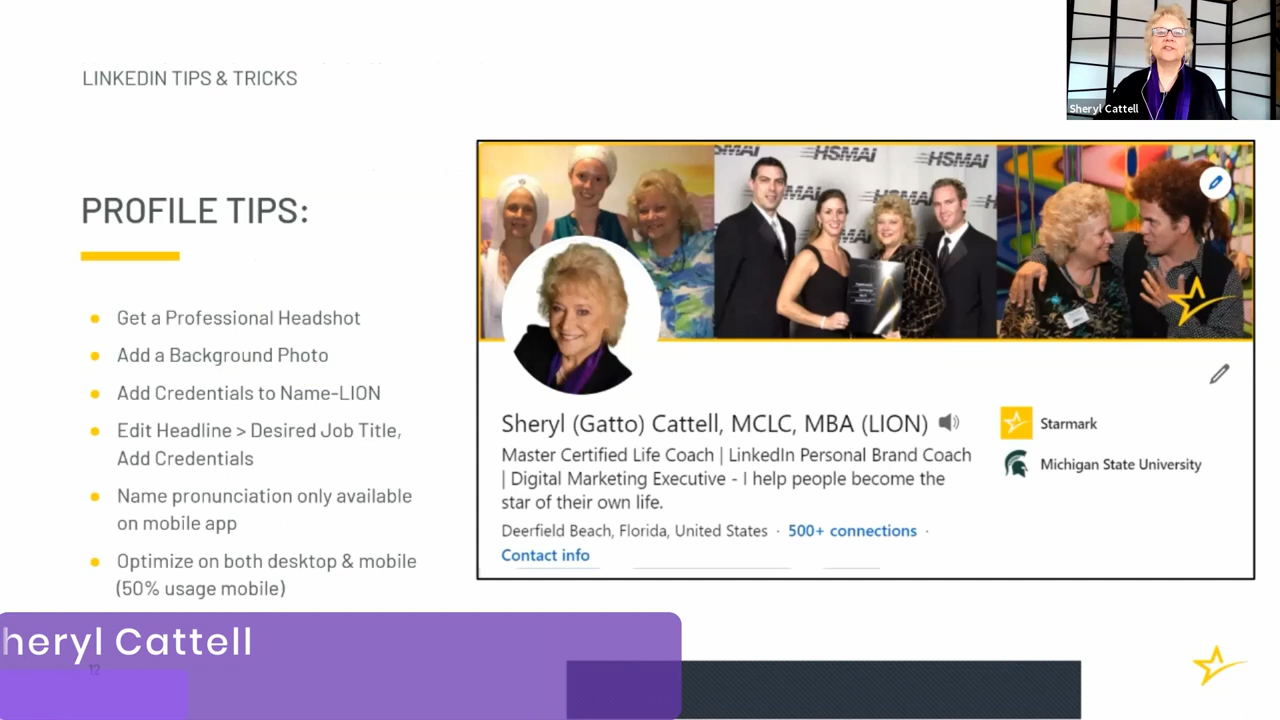 LINKEDIN TIPS & TRICKS
Sheryl Cattell
PROFILE TIPS:
Get a Professional Headshot
Add a Background Photo
Add Credentials to Name-LION
Edit Headline > Desired Job Title,
Add Credentials
Name pronunciation only available
on mobile app
Optimize on both desktop & mobile
(50% usage mobile)
HSMAI
HSMAI
HSMAI
Sheryl (Gatto) Cattell, MCLC, MBA (LION)
Master Certified Life Coach | LinkedIn Personal Brand Coach
| Digital Marketing Executive - I help people become the
star of their own life.
Deerfield Beach, Florida, United States · 500+ connections ·
Contact info
Starmark
Michigan State University
heryl Cattell
12